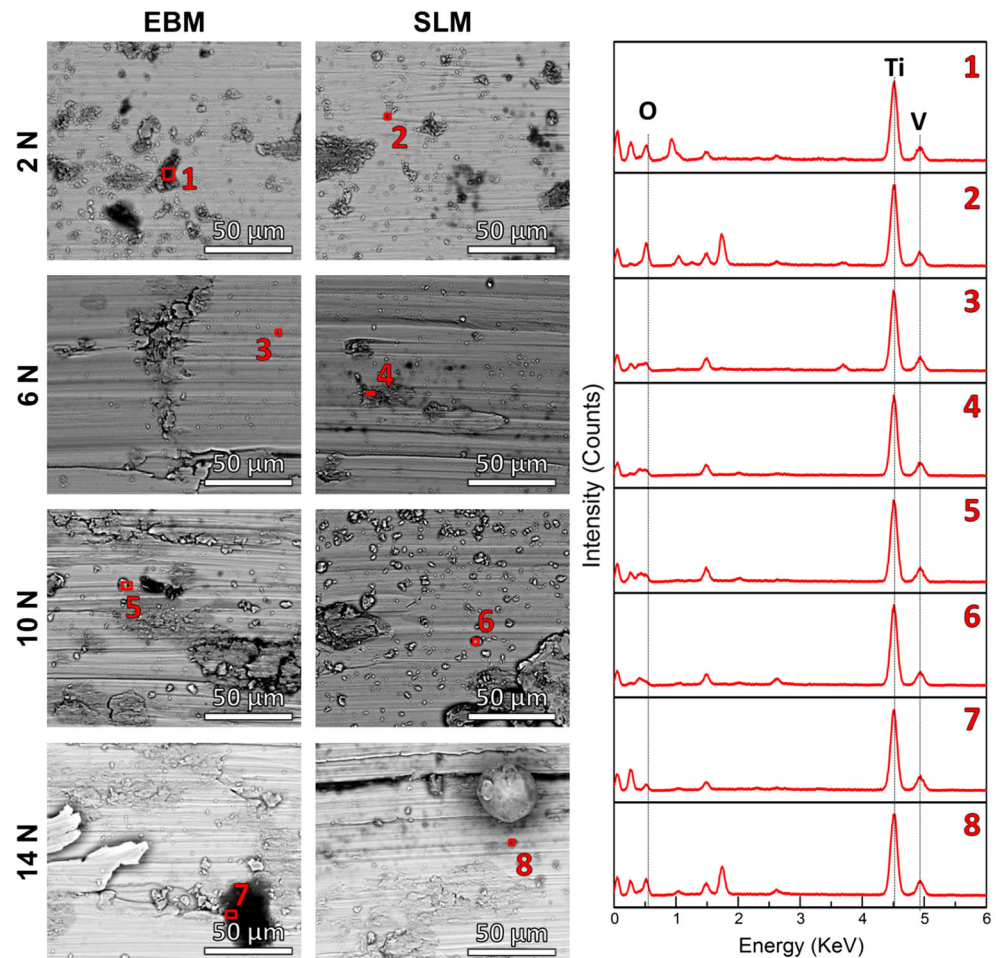 EBM SLM
2 N
1
50 µm
2
50 µm
6 N
3
50 µm
4
50 µm
10 N
5
50 µm
6
50 µm
14 N
7
50 µm
8
50 µm
Intensity (Counts)
O Ti V 1
2
3
4
5
6
7
8
0 1 2 3 4 5 6
Energy (KeV)